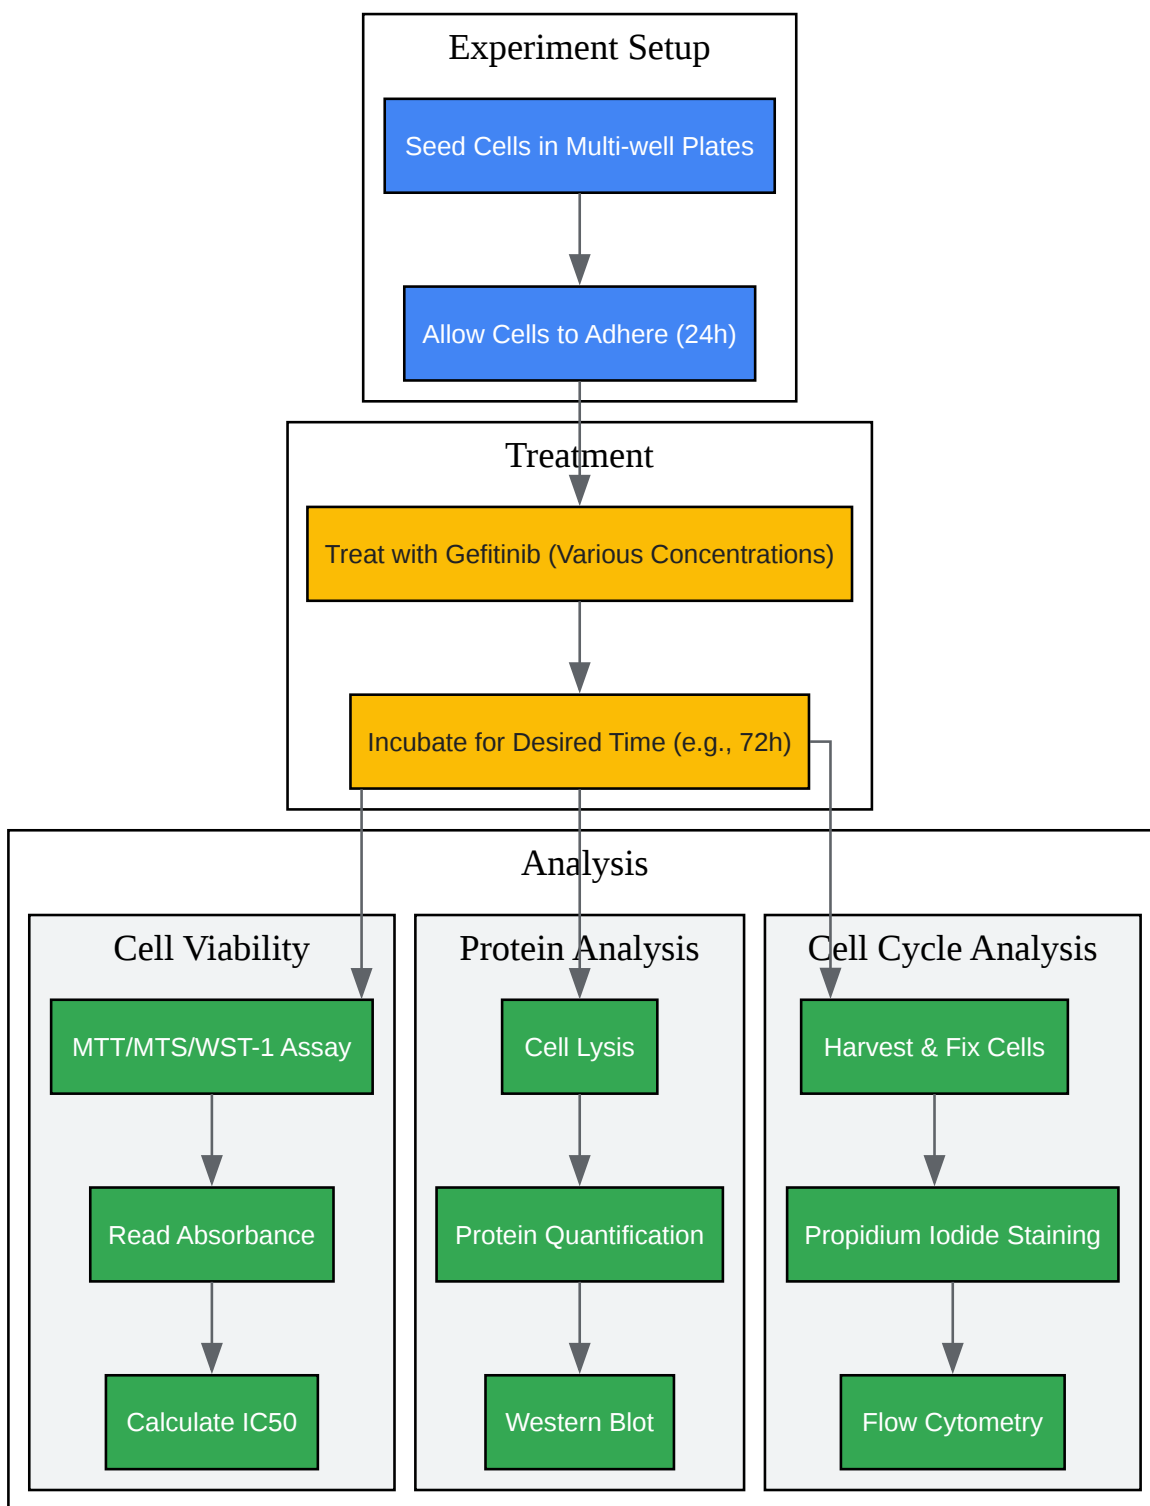 Experiment Setup
Seed Cells in Multi-well Plates
Allow Cells to Adhere (24h)
Treatment
Treat with Gefitinib (Various Concentrations)
Incubate for Desired Time (e.g., 72h)
Analysis
Cell Viability
MTT/MTS/WST-1 Assay
Read Absorbance
Calculate IC50
Protein Analysis
Cell Lysis
Protein Quantification
Western Blot
Cell Cycle Analysis
Harvest & Fix Cells
Propidium Iodide Staining
Flow Cytometry